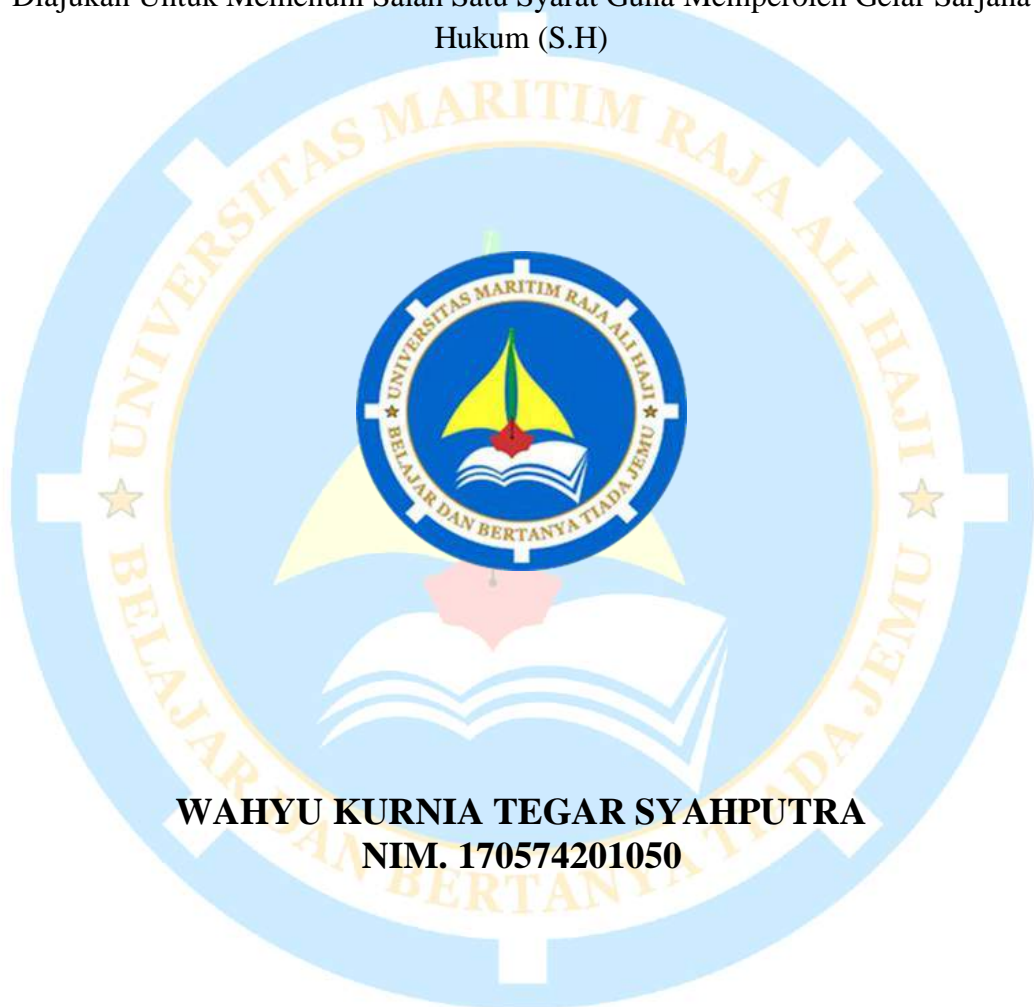 Diajukan Untuk Memenuhi Salah Satu Syarat Guna Memperoleh Gelar Sarjana
Hukum (S.H)
UNIVERSITAS MARITIM RAJA ALI HAJI
BELAJAR DAN BERTANYA TIADA JEMU
UNIVERSITAS MARITIM RAJA ALI HAJI
BELAJAR DAN BERTANYA TIADA JEMU
WAHYU KURNIA TEGAR SYAHPUTRA
NIM. 170574201050